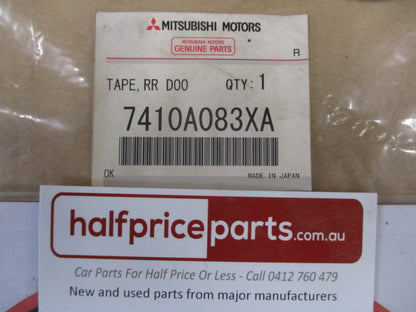 MITSUBISHI MOTORS
MITSUBISHI MOTORS
GENUINE PARTS
R
TAPE, RR DOO QTY: 1
7410A083XA
OK MADE IN JAPAN
halfpriceparts.com.au
Car Parts For Half Price Or Less - Call 0412 760 479
New and used parts from major manufacturers